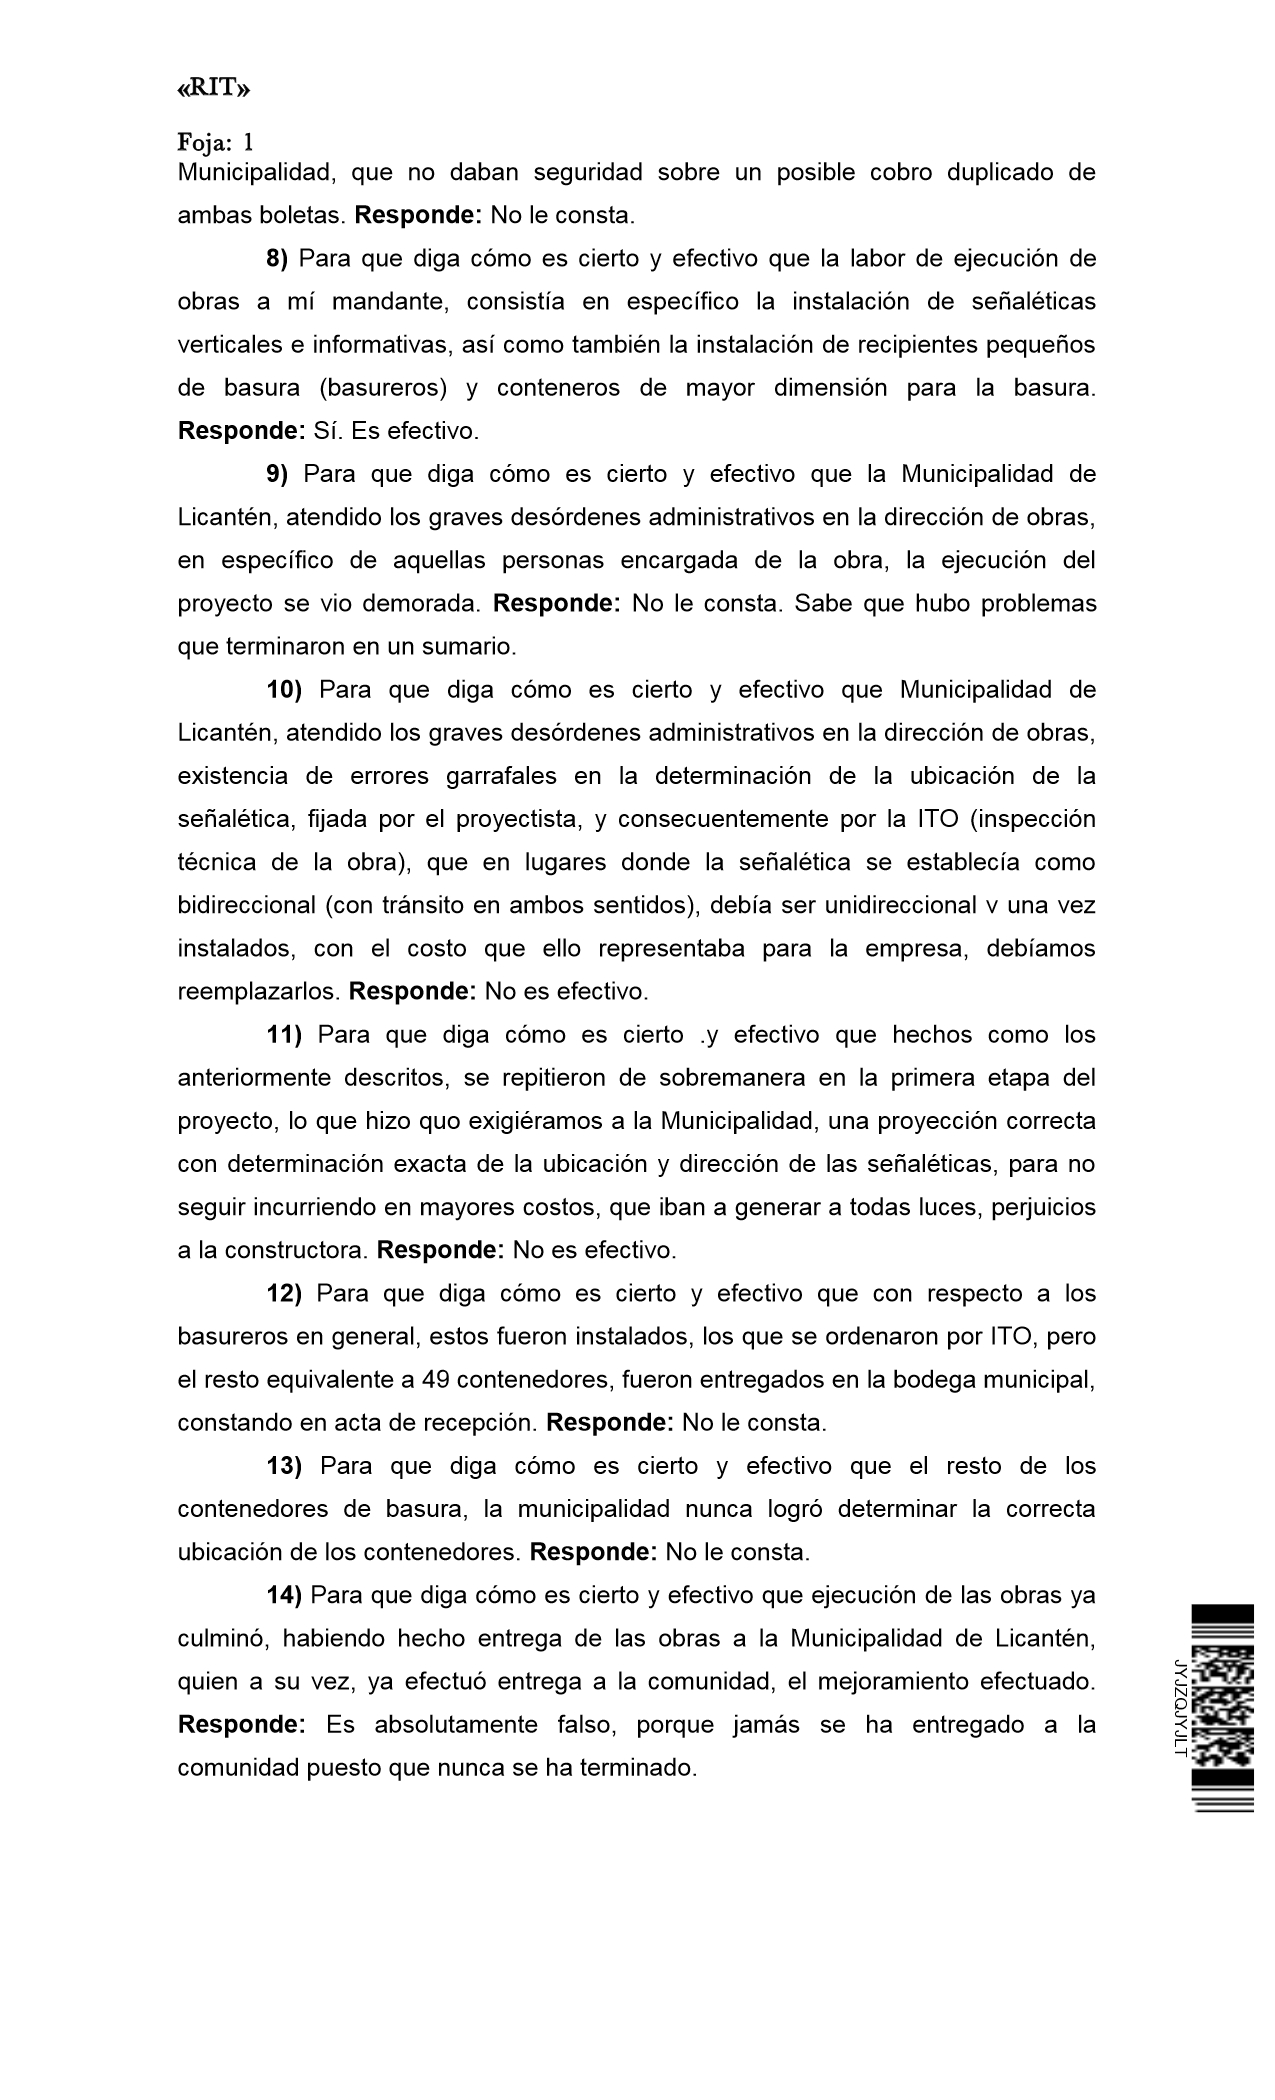 «RIT»
Foja: 1
Municipalidad, que no daban seguridad sobre un posible cobro duplicado de
ambas boletas. Responde: No le consta.
8) Para que diga cómo es cierto y efectivo que la labor de ejecución de
obras a mí mandante, consistía en específico la instalación de señaléticas
verticales e informativas, así como también la instalación de recipientes pequeños
de basura (basureros) y conteneros de mayor dimensión para la basura.
Responde: Sí. Es efectivo.
9) Para que diga cómo es cierto y efectivo que la Municipalidad de
Licantén, atendido los graves desórdenes administrativos en la dirección de obras,
en específico de aquellas personas encargada de la obra, la ejecución del
proyecto se vio demorada. Responde: No le consta. Sabe que hubo problemas
que terminaron en un sumario.
10) Para que diga cómo es cierto y efectivo que Municipalidad de
Licantén, atendido los graves desórdenes administrativos en la dirección de obras,
existencia de errores garrafales en la determinación de la ubicación de la
señalética, fijada por el proyectista, y consecuentemente por la ITO (inspección
técnica de la obra), que en lugares donde la señalética se establecía como
bidireccional (con tránsito en ambos sentidos), debía ser unidireccional v una vez
instalados, con el costo que ello representaba para la empresa, debíamos
reemplazarlos. Responde: No es efectivo.
11) Para que diga cómo es cierto .y efectivo que hechos como los
anteriormente descritos, se repitieron de sobremanera en la primera etapa del
proyecto, lo que hizo quo exigiéramos a la Municipalidad, una proyección correcta
con determinación exacta de la ubicación y dirección de las señaléticas, para no
seguir incurriendo en mayores costos, que iban a generar a todas luces, perjuicios
a la constructora. Responde: No es efectivo.
12) Para que diga cómo es cierto y efectivo que con respecto a los
basureros en general, estos fueron instalados, los que se ordenaron por ITO, pero
el resto equivalente a 49 contenedores, fueron entregados en la bodega municipal,
constando en acta de recepción. Responde: No le consta.
13) Para que diga cómo es cierto y efectivo que el resto de los
contenedores de basura, la municipalidad nunca logró determinar la correcta
ubicación de los contenedores. Responde: No le consta.
14) Para que diga cómo es cierto y efectivo que ejecución de las obras ya
culminó, habiendo hecho entrega de las obras a la Municipalidad de Licantén,
quien a su vez, ya efectuó entrega a la comunidad, el mejoramiento efectuado.
Responde: Es absolutamente falso, porque jamás se ha entregado a la
comunidad puesto que nunca se ha terminado.
JYJZQJYJLT